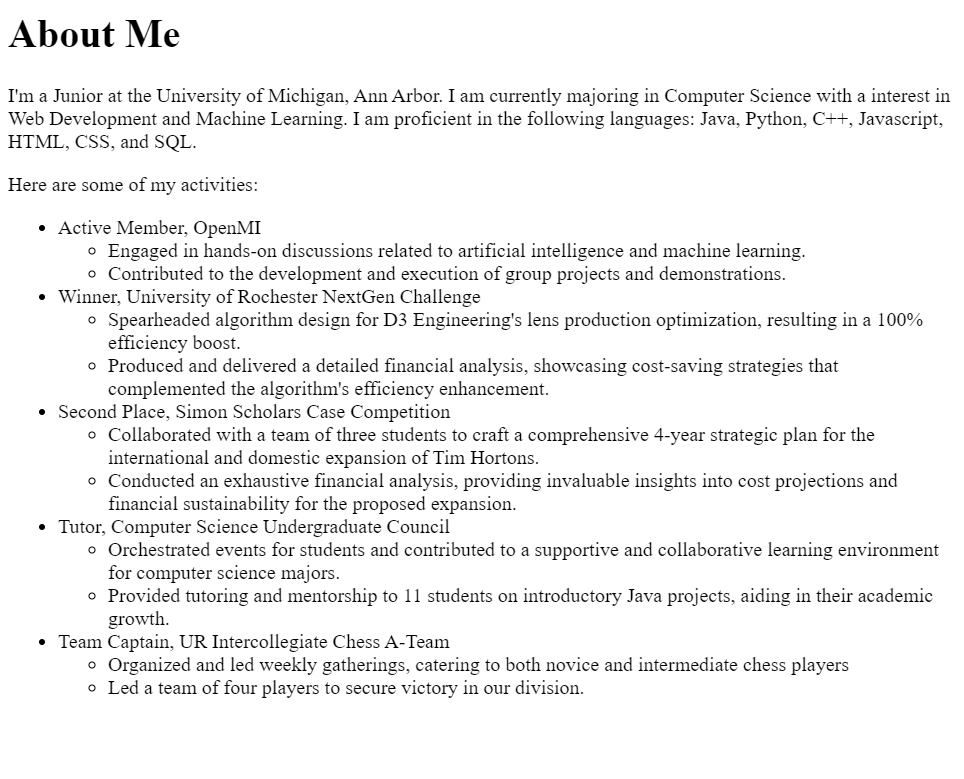 About Me
I'm a Junior at the University of Michigan, Ann Arbor. I am currently majoring in Computer Science with a interest in
Web Development and Machine Learning. I am proficient in the following languages: Java, Python, C++, Javascript,
HTML, CSS, and SQL.
Here are some of my activities:
• Active Member, OpenMI
◦ Engaged in hands-on discussions related to artificial intelligence and machine learning.
◦ Contributed to the development and execution of group projects and demonstrations.
• Winner, University of Rochester NextGen Challenge
◦ Spearheaded algorithm design for D3 Engineering's lens production optimization, resulting in a 100%
efficiency boost.
◦ Produced and delivered a detailed financial analysis, showcasing cost-saving strategies that
complemented the algorithm's efficiency enhancement.
• Second Place, Simon Scholars Case Competition
◦ Collaborated with a team of three students to craft a comprehensive 4-year strategic plan for the
international and domestic expansion of Tim Hortons.
◦ Conducted an exhaustive financial analysis, providing invaluable insights into cost projections and
financial sustainability for the proposed expansion.
• Tutor, Computer Science Undergraduate Council
◦ Orchestrated events for students and contributed to a supportive and collaborative learning environment
for computer science majors.
◦ Provided tutoring and mentorship to 11 students on introductory Java projects, aiding in their academic
growth.
• Team Captain, UR Intercollegiate Chess A-Team
◦ Organized and led weekly gatherings, catering to both novice and intermediate chess players
◦ Led a team of four players to secure victory in our division.